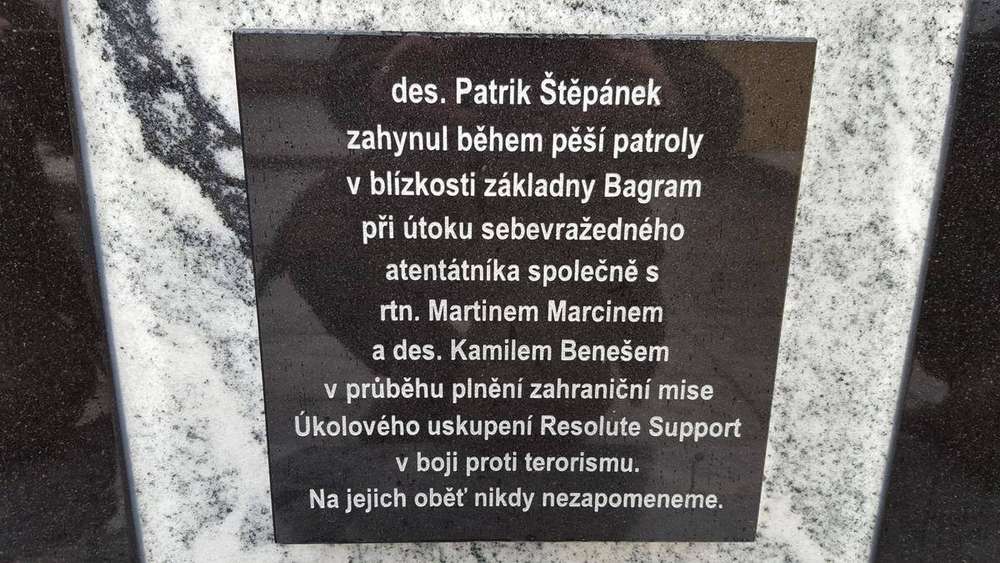 des. Patrik Štěpánek
zahynul během pěší patroly
v blízkosti základny Bagram
při útoku sebevražedného
atentátníka společně s
rtn. Martinem Marcinem
a des. Kamilem Benešem
v průběhu plnění zahraniční mise
Úkolového uskupení Resolute Support
v boji proti terorismu.
Na jejich oběť nikdy nezapomeneme.